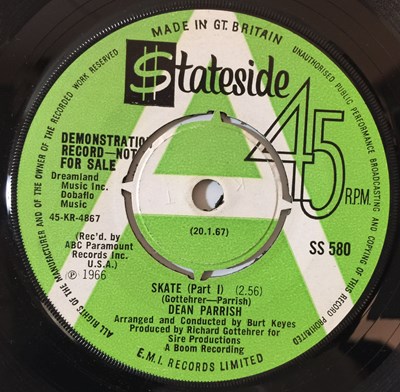 MADE IN GT. BRITAIN
$tateside
ALL RIGHTS OF THE MANUFACTURER AND OF THE OWNER OF THE RECORDED WORK RESERVED
UNAUTHORISED PUBLIC PERFORMANCE BROADCASTING AND COPYING OF THIS RECORD PROHIBITED
A
45
R.P.M.
DEMONSTRATION
RECORD—NOT
FOR SALE
Dreamland
Music Inc.
Dobaflo
Music
45-KR-4867
(20.1.67)
SS 580
(Rec'd. by
ABC Paramount
Records Inc.
U.S.A.)
℗ 1966
SKATE (Part I) (2.56)
(Gottehrer—Parrish)
DEAN PARRISH
Arranged and Conducted by Burt Keyes
Produced by Richard Gottehrer for
Sire Productions
A Boom Recording
E.M.I. RECORDS LIMITED